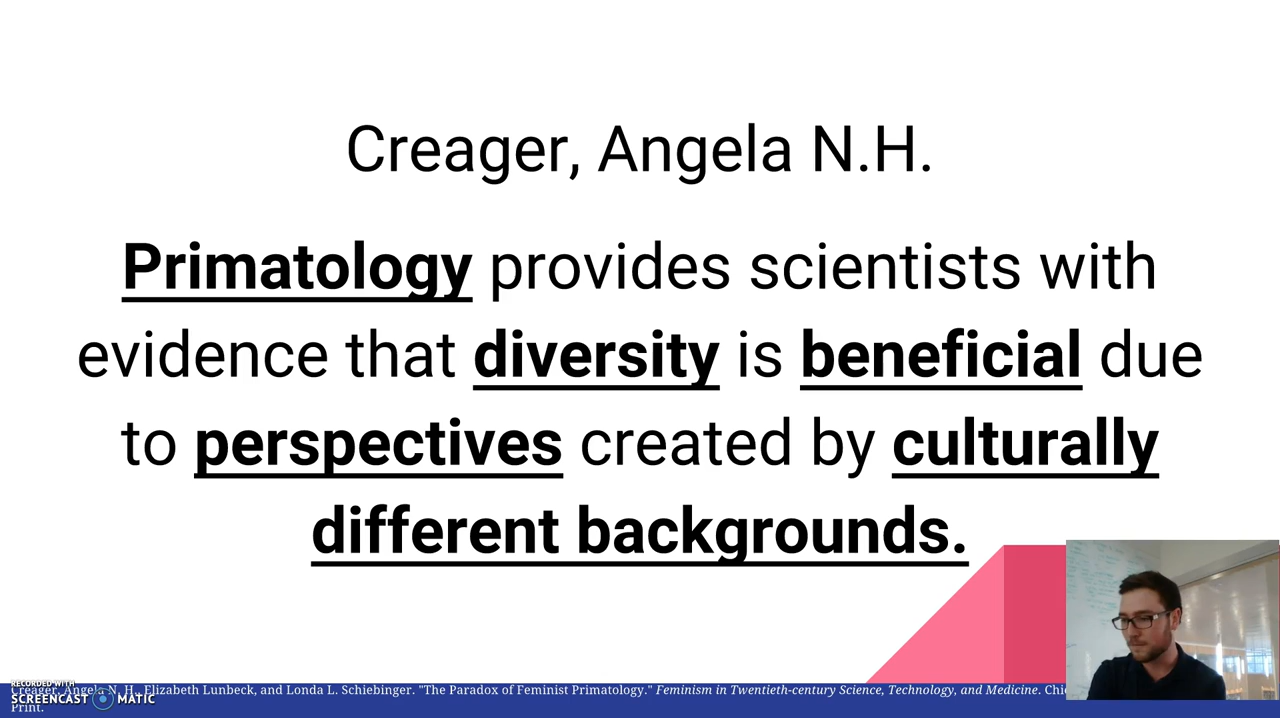 Creager, Angela N.H.
Primatology provides scientists with
evidence that diversity is beneficial due
to perspectives created by culturally
different backgrounds.
RECORDED WITH
SCREENCAST MATIC
Creager, Angela N. H., Elizabeth Lunbeck, and Londa L. Schiebinger. "The Paradox of Feminist Primatology." Feminism in Twentieth-century Science, Technology, and Medicine.
Print.